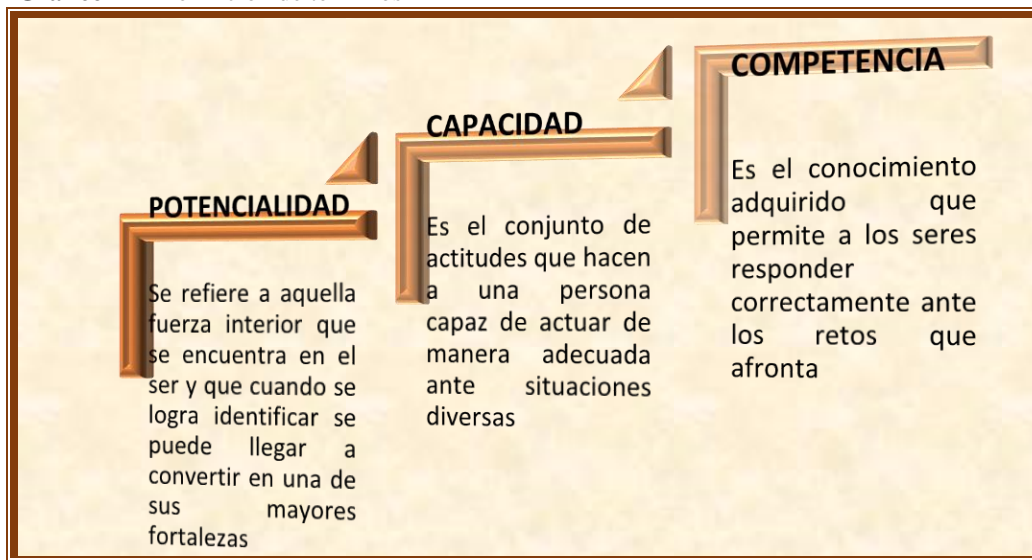 POTENCIALIDAD
Se refiere a aquella
fuerza interior que
se encuentra en el
ser y que cuando se
logra identificar se
puede llegar a
convertir en una de
sus mayores
fortalezas
CAPACIDAD
Es el conjunto de
actitudes que hacen
a una persona
capaz de actuar de
manera adecuada
ante situaciones
diversas
COMPETENCIA
Es el conocimiento
adquirido que
permite a los seres
responder
correctamente ante
los retos que
afronta